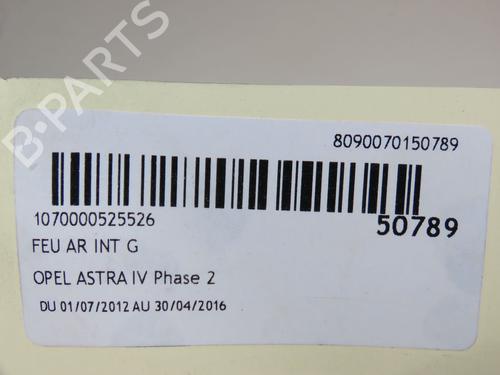 B-PARTS
8090070150789
1070000525526
50789
FEU AR INT G
OPEL ASTRA IV Phase 2
DU 01/07/2012 AU 30/04/2016